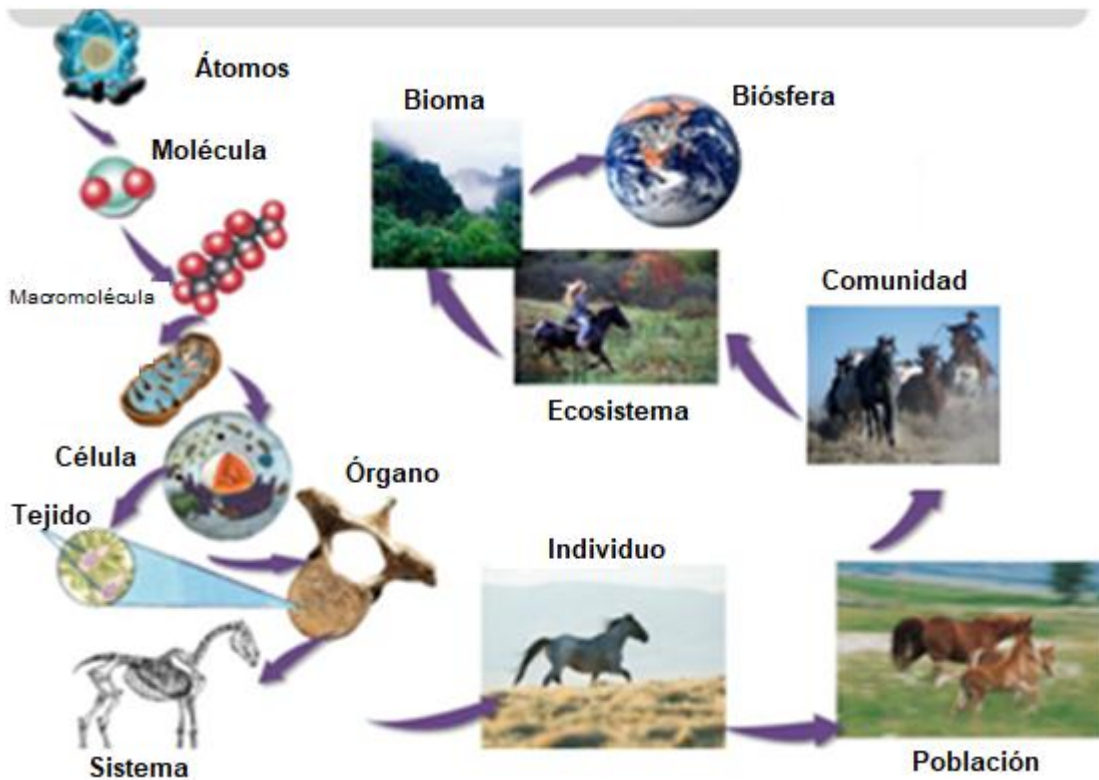 Átomos
Molécula
Macromolécula
Célula
Tejido
Órgano
Sistema
Individuo
Población
Comunidad
Ecosistema
Bioma
Biósfera